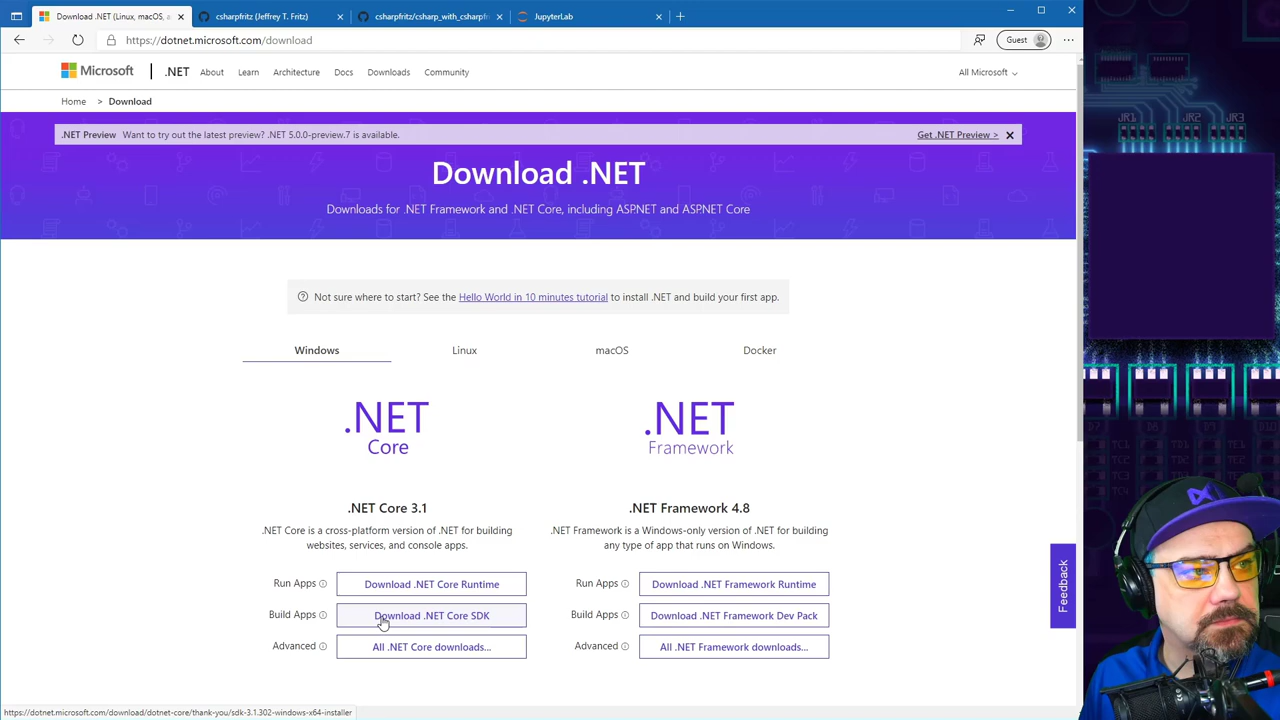 Download .NET (Linux, macOS, a
csharpfritz (Jeffrey T. Fritz)
csharpfritz/csharp_with_csharpfri
JupyterLab
https://dotnet.microsoft.com/download
Guest
Microsoft
.NET
About
Learn
Architecture
Docs
Downloads
Community
All Microsoft
Home > Download
.NET Preview Want to try out the latest preview? .NET 5.0.0-preview.7 is available.
Get .NET Preview >
Download .NET
Downloads for .NET Framework and .NET Core, including ASP.NET and ASP.NET Core
Not sure where to start? See the Hello World in 10 minutes tutorial to install .NET and build your first app.
Windows
Linux
macOS
Docker
.NET
Core
.NET Core 3.1
.NET Core is a cross-platform version of .NET for building
websites, services, and console apps.
Run Apps
Download .NET Core Runtime
Build Apps
Download .NET Core SDK
Advanced
All .NET Core downloads...
.NET
Framework
.NET Framework 4.8
.NET Framework is a Windows-only version of .NET for building
any type of app that runs on Windows.
Run Apps
Download .NET Framework Runtime
Build Apps
Download .NET Framework Dev Pack
Advanced
All .NET Framework downloads...
Feedback
https://dotnet.microsoft.com/download/dotnet-core/thank-you/sdk-3.1.302-windows-x64-installer
JR1
JR2
JR3
D8
D9